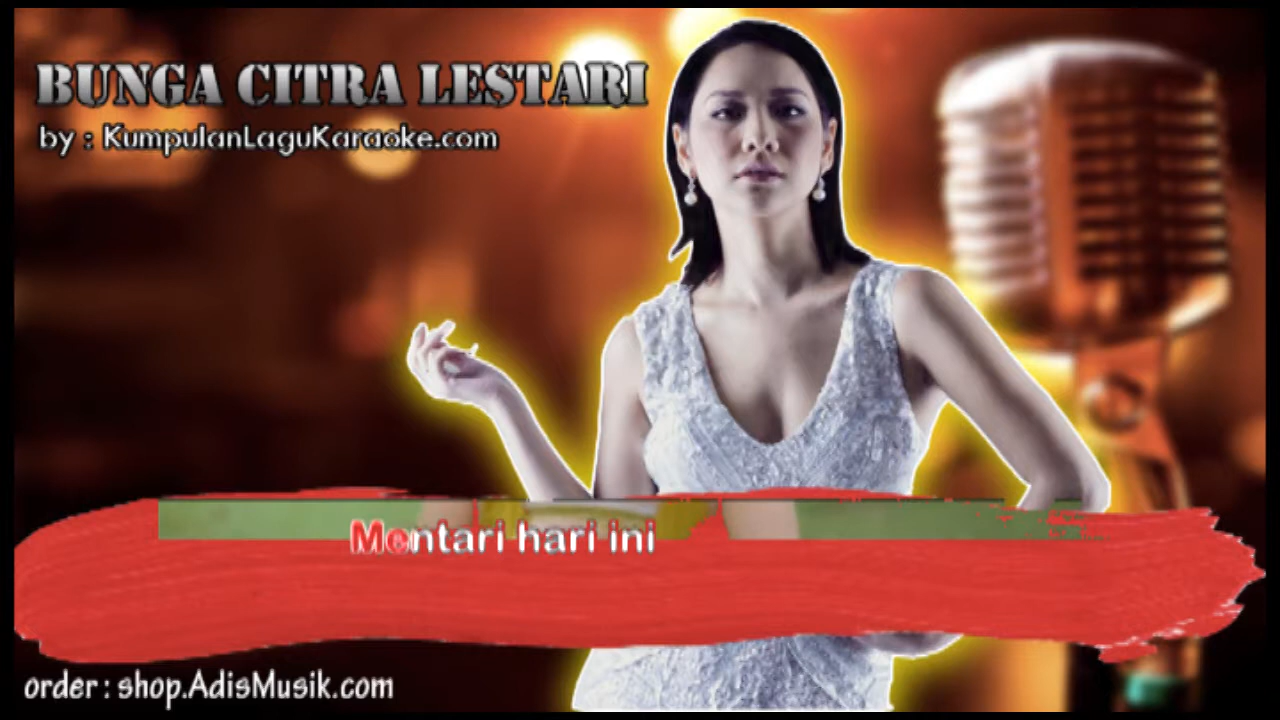 BUNGA CITRA LESTARI
by : KumpulanLaguKaraoke.com
Mentari hari ini
order : shop.AdisMusik.com